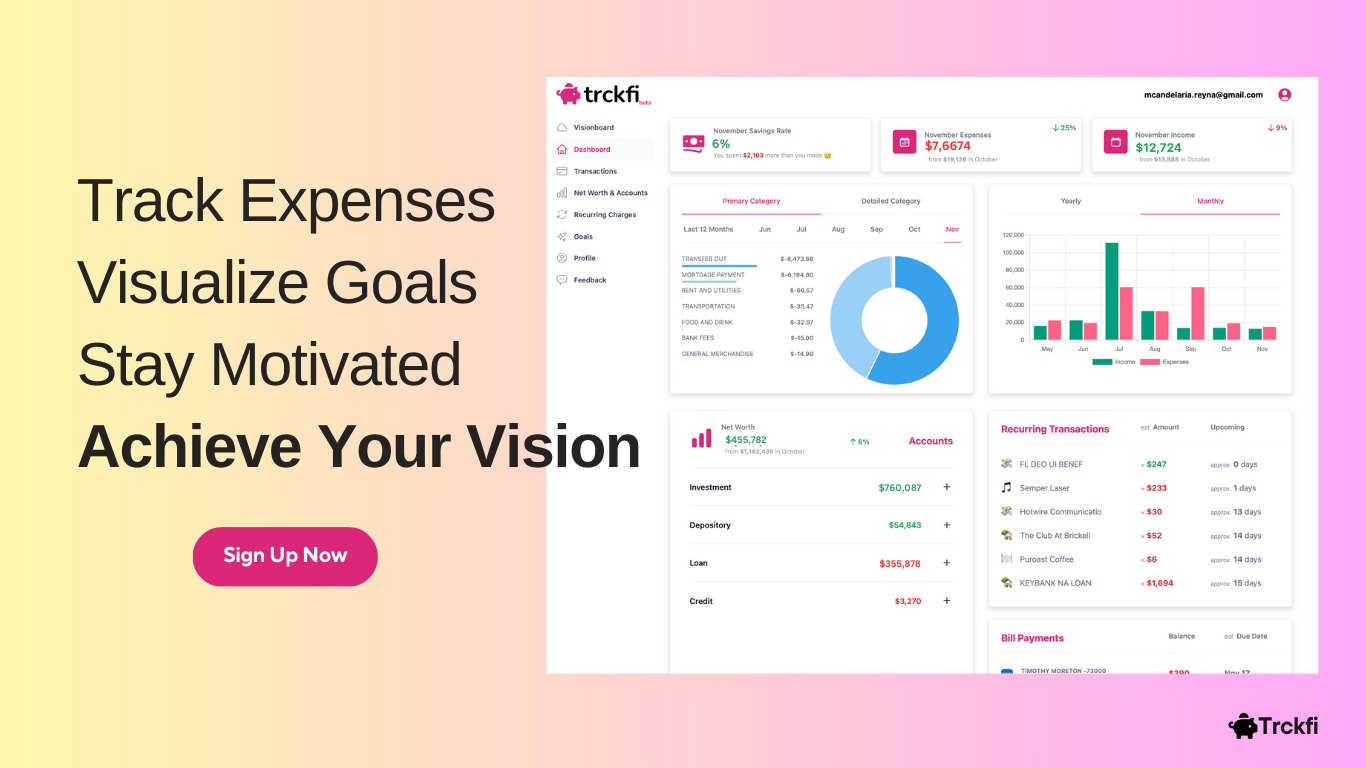 Track Expenses
Visualize Goals
Stay Motivated
Achieve Your Vision
Sign Up Now
trckfi beta
mcandelaria.reyna@gmail.com
Visionboard
Dashboard
Transactions
Net Worth & Accounts
Recurring Charges
Goals
Profile
Feedback
November Savings Rate
6%
You spent $2,103 more than you made
November Expenses
$7,6674
from $19,126 in October
↓ 25%
November Income
$12,724
from $13,888 in October
↓ 9%
Primary Category Detailed Category
Last 12 Months Jun Jul Aug Sep Oct Nov
TRANSFER OUT $-8,473.66
MORTGAGE PAYMENT $-6,194.80
RENT AND UTILITIES $-60.57
TRANSPORTATION $-35.47
FOOD AND DRINK $-32.97
BANK FEES $-15.90
GENERAL MERCHANDISE $-14.99
Yearly Monthly
120,000
100,000
80,000
60,000
40,000
20,000
0
May Jun Jul Aug Sep Oct Nov
Income Expenses
Net Worth
$455,782
from $1,162,496 in October
↑ 6%
Accounts
Investment $760,087 +
Depository $54,843 +
Loan $355,878 +
Credit $3,270 +
Recurring Transactions est. Amount Upcoming
FL DEO UI BENEF ≈ $247 approx. 0 days
Semper Laser ≈ $233 approx. 1 days
Hotwire Communicatio ≈ $30 approx. 13 days
The Club At Brickell ≈ $52 approx. 14 days
Puroast Coffee ≈ $6 approx. 14 days
KEYBANK NA LOAN ≈ $1,694 approx. 15 days
Bill Payments Balance est. Due Date
TIMOTHY MORETON -73000 $390 Nov 17
Trckfi